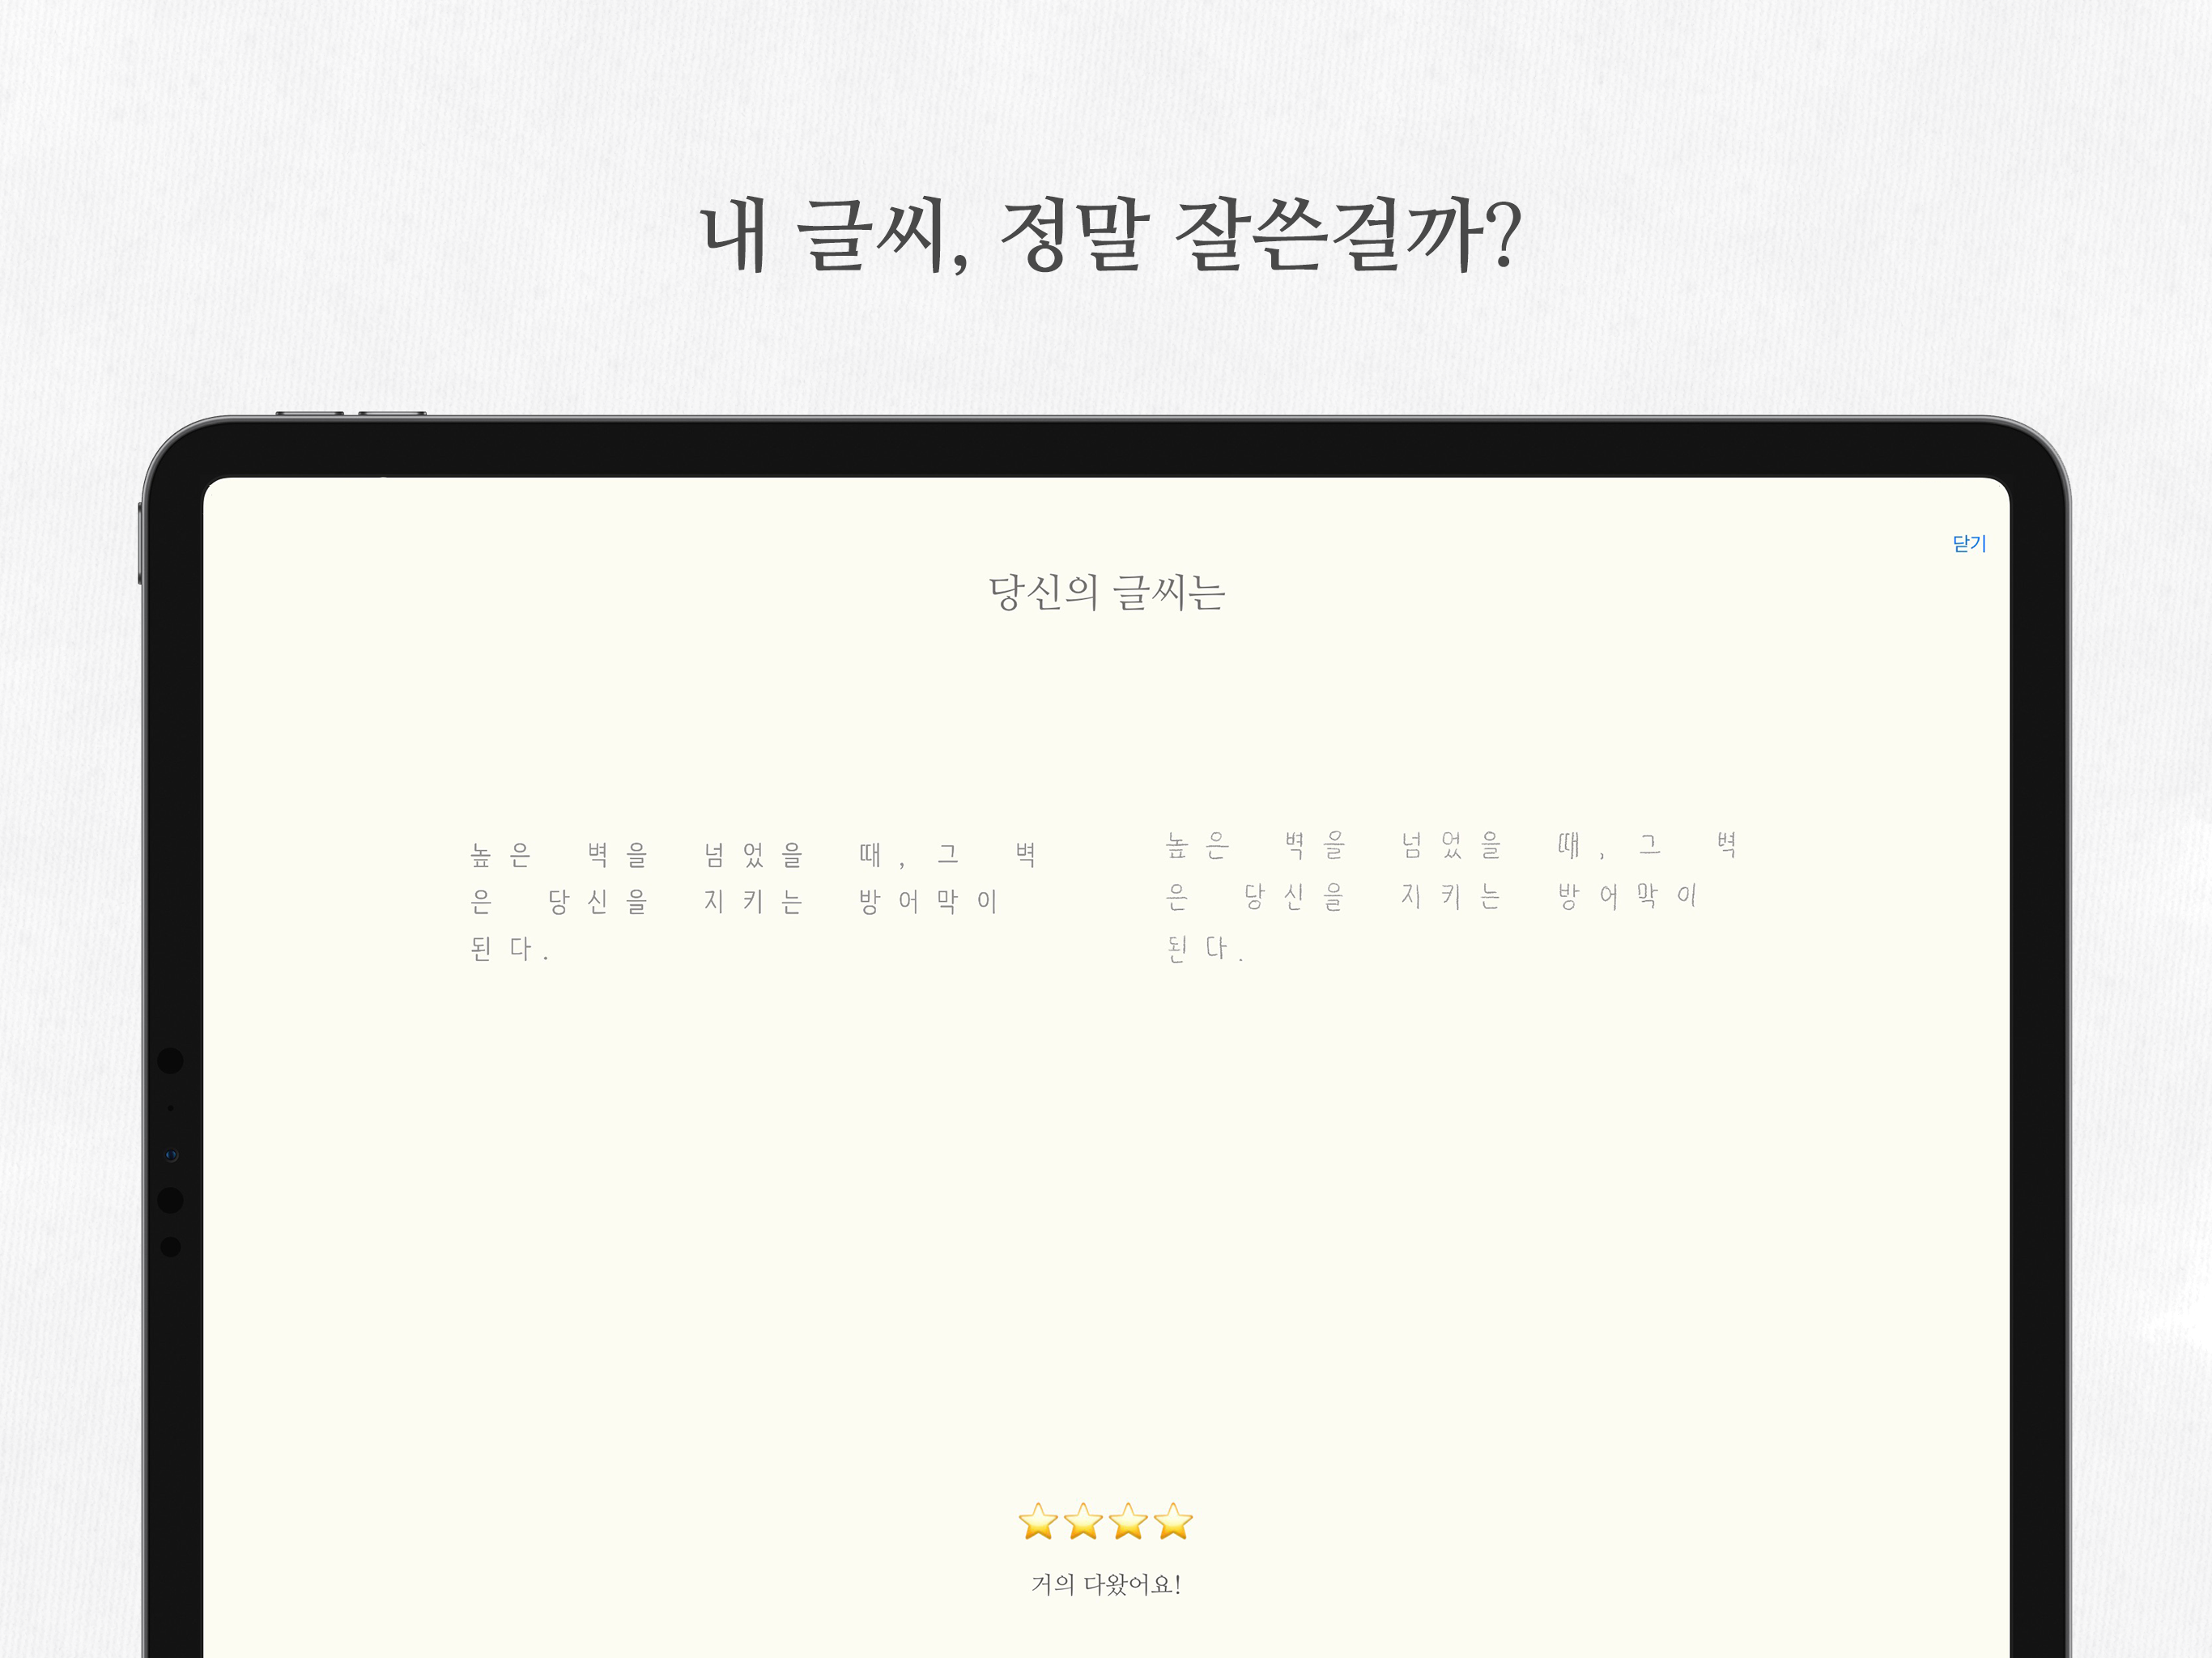 내 글씨, 정말 잘쓴걸까?
닫기
당신의 글씨는
높은 벽을 넘었을 때, 그 벽
은 당신을 지키는 방어막이
된다.
높은 벽을 넘었을 때, 그 벽
은 당신을 지키는 방어막이
된다.
⭐⭐⭐⭐
거의 다왔어요!